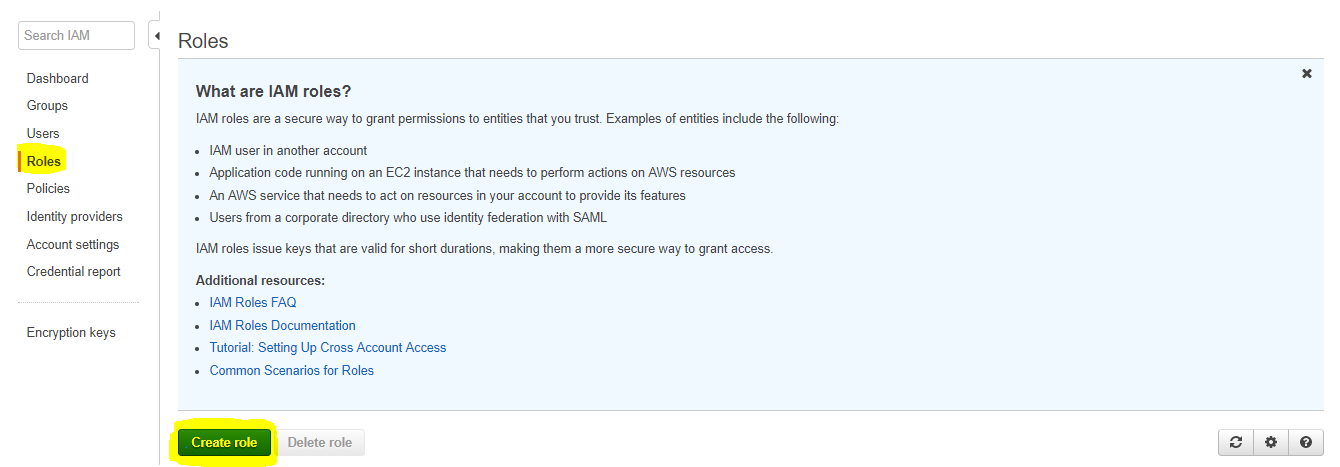 Search IAM
Dashboard
Groups
Users
Roles
Policies
Identity providers
Account settings
Credential report
Encryption keys
Roles
What are IAM roles?
IAM roles are a secure way to grant permissions to entities that you trust. Examples of entities include the following:
IAM user in another account
Application code running on an EC2 instance that needs to perform actions on AWS resources
An AWS service that needs to act on resources in your account to provide its features
Users from a corporate directory who use identity federation with SAML
IAM roles issue keys that are valid for short durations, making them a more secure way to grant access.
Additional resources:
IAM Roles FAQ
IAM Roles Documentation
Tutorial: Setting Up Cross Account Access
Common Scenarios for Roles
Create role
Delete role